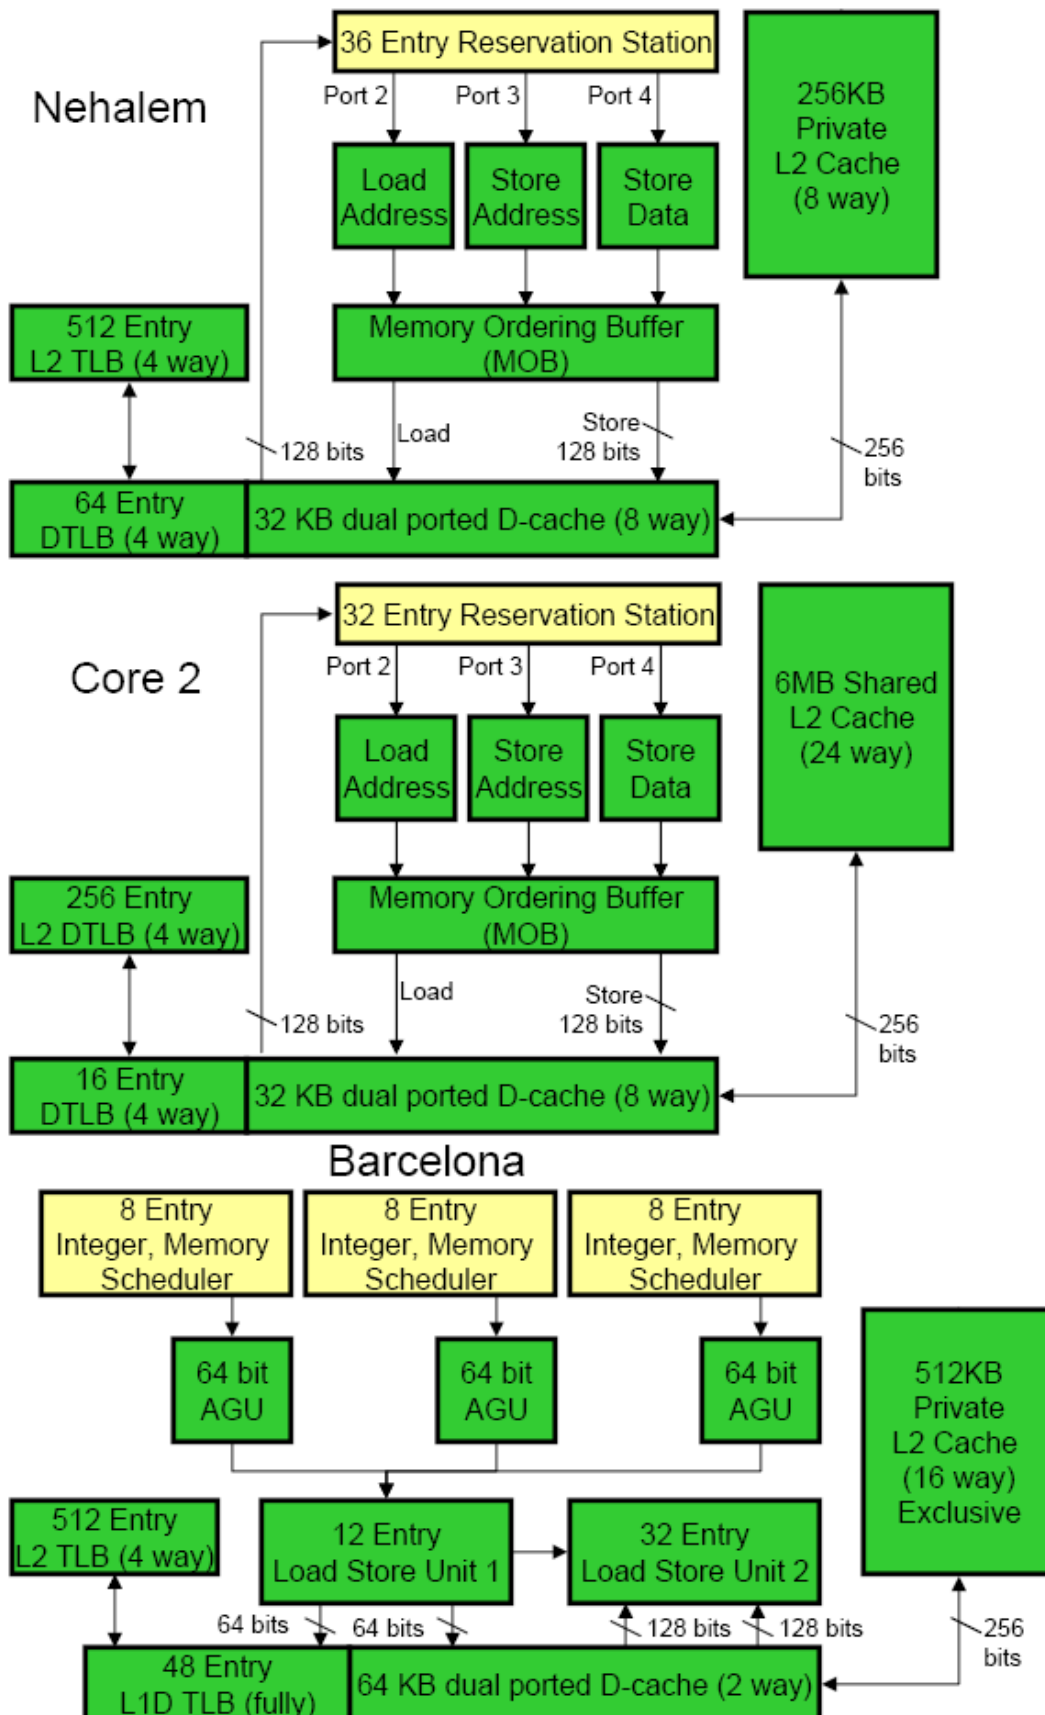 Nehalem
36 Entry Reservation Station
Port 2
Port 3
Port 4
Load
Address
Store
Address
Store
Data
256KB
Private
L2 Cache
(8 way)
512 Entry
L2 TLB (4 way)
Memory Ordering Buffer
(MOB)
128 bits
Load
Store
128 bits
256
bits
64 Entry
DTLB (4 way)
32 KB dual ported D-cache (8 way)
Core 2
32 Entry Reservation Station
Port 2
Port 3
Port 4
Load
Address
Store
Address
Store
Data
6MB Shared
L2 Cache
(24 way)
256 Entry
L2 DTLB (4 way)
Memory Ordering Buffer
(MOB)
128 bits
Load
Store
128 bits
256
bits
16 Entry
DTLB (4 way)
32 KB dual ported D-cache (8 way)
Barcelona
8 Entry
Integer, Memory
Scheduler
8 Entry
Integer, Memory
Scheduler
8 Entry
Integer, Memory
Scheduler
64 bit
AGU
64 bit
AGU
64 bit
AGU
512KB
Private
L2 Cache
(16 way)
Exclusive
512 Entry
L2 TLB (4 way)
12 Entry
Load Store Unit 1
32 Entry
Load Store Unit 2
64 bits
64 bits
128 bits
128 bits
256
bits
48 Entry
L1D TLB (fully)
64 KB dual ported D-cache (2 way)